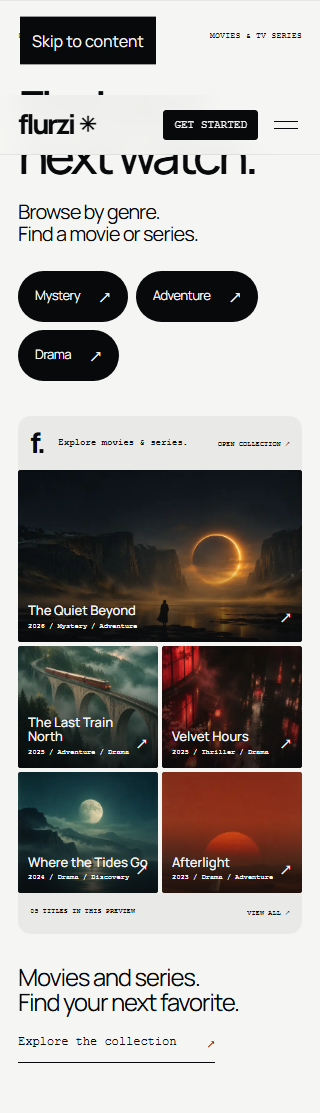 Skip to content
MOVIES & TV SERIES
flurzi
GET STARTED
next watch.
Browse by genre.
Find a movie or series.
Mystery ↗
Adventure ↗
Drama ↗
f. Explore movies & series. OPEN COLLECTION ↗
The Quiet Beyond
2026 / Mystery / Adventure ↗
The Last Train
North
2025 / Adventure / Drama ↗
Velvet Hours
2025 / Thriller / Drama ↗
Where the Tides Go
2024 / Drama / Discovery ↗
Afterlight
2023 / Drama / Adventure ↗
05 TITLES IN THIS PREVIEW
VIEW ALL ↗
Movies and series.
Find your next favorite.
Explore the collection ↗